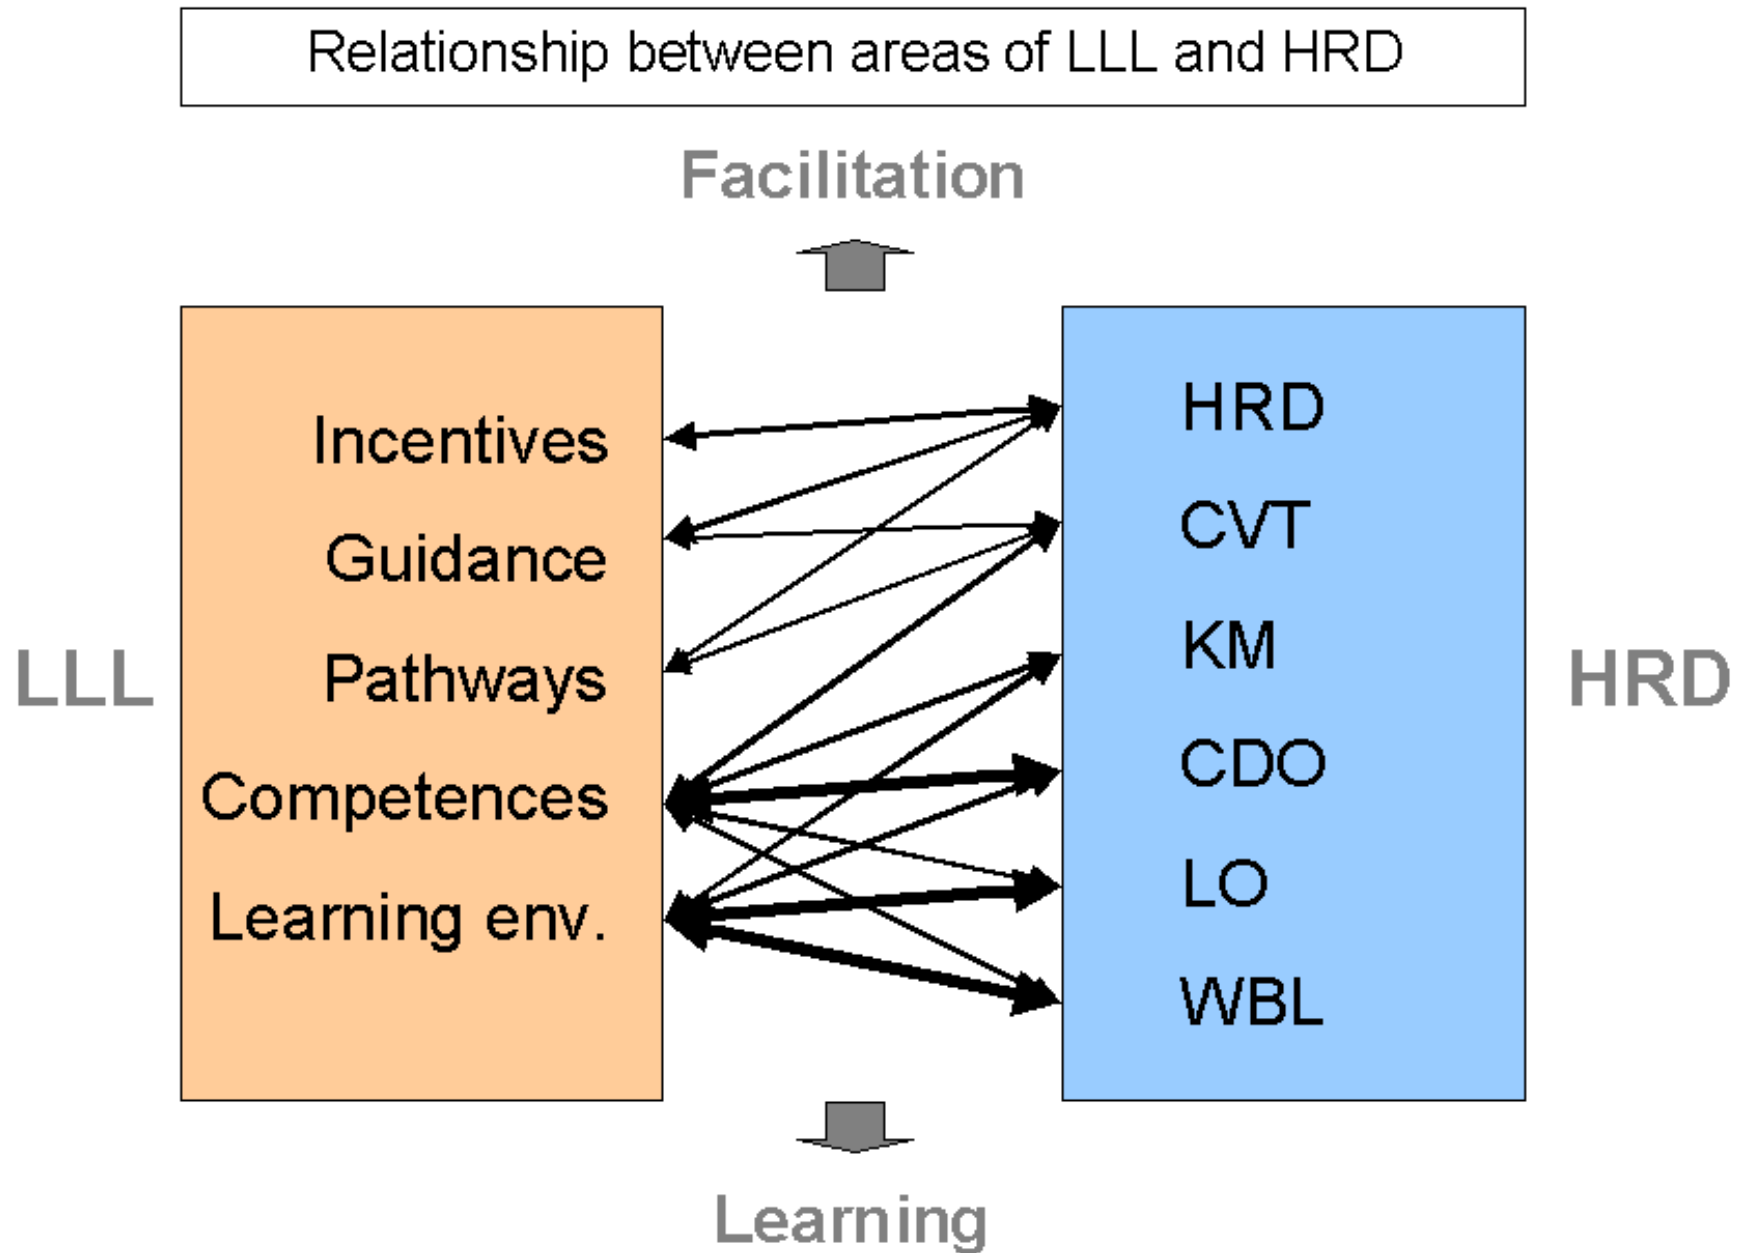 Relationship between areas of LLL and HRD
Facilitation
LLL
Incentives
Guidance
Pathways
Competences
Learning env.
HRD
CVT
KM
CDO
LO
WBL
HRD
Learning